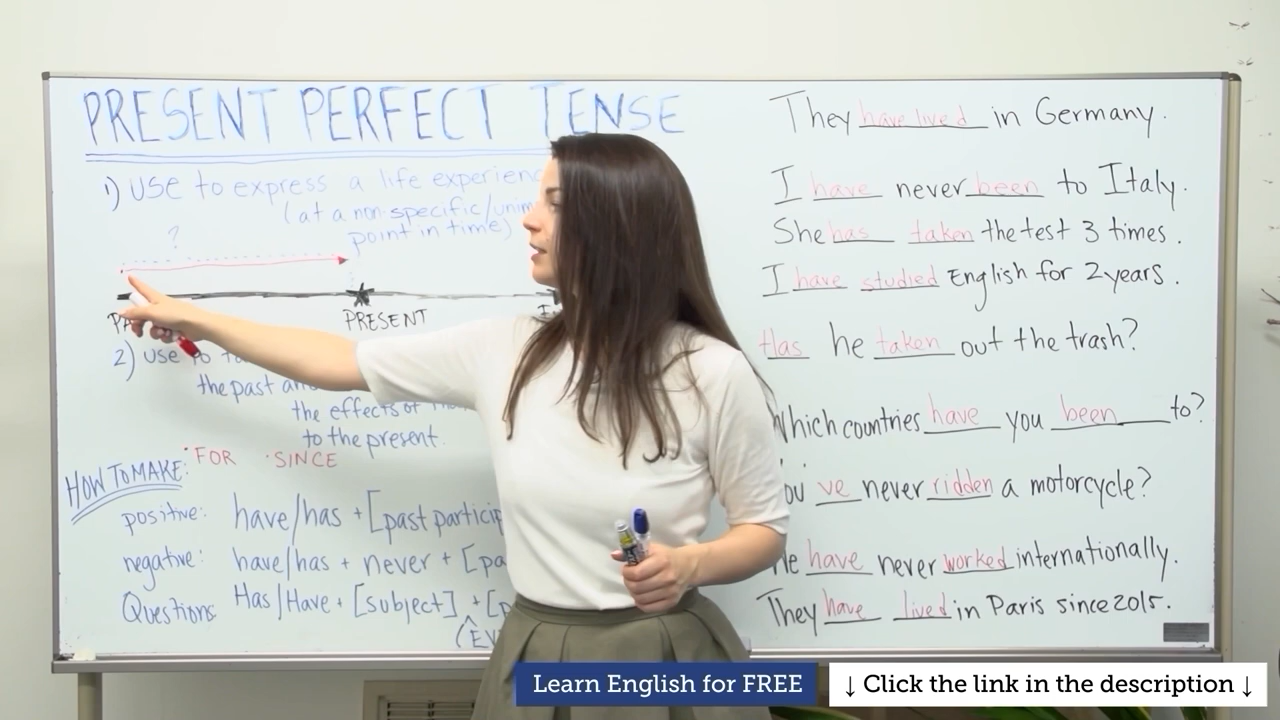 PRESENT PERFECT TENSE
1) USE to express a life experienc
(at a non-specific/unim
point in time)
?
PRESENT
2) Use to
the past an
the effects of
to the present.
HOW TO MAKE:
• FOR • SINCE
positive: have/has + [past particip
negative: have/has + never + [pa
Questions Has/Have + [subject] + [p
They have lived in Germany.
I have never been to Italy.
She has taken the test 3 times.
I have studied English for 2 years.
Has he taken out the trash?
Which countries have you been to?
ou 've never ridden a motorcycle?
e have never worked internationally.
They have lived in Paris since 2015.
Learn English for FREE
↓ Click the link in the description ↓